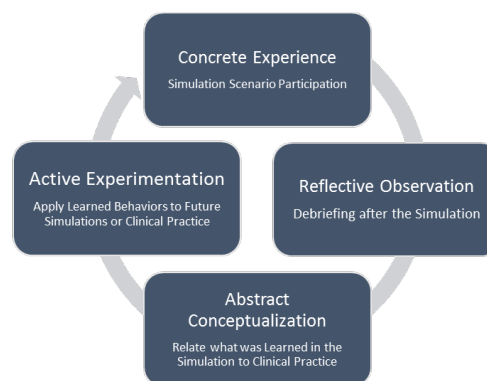 Concrete Experience
Simulation Scenario Participation
Reflective Observation
Debriefing after the Simulation
Abstract
Conceptualization
Relate what was Learned in the
Simulation to Clinical Practice
Active Experimentation
Apply Learned Behaviors to Future
Simulations or Clinical Practice